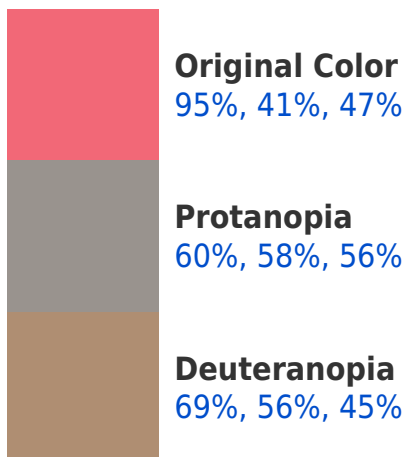 Original Color
95%, 41%, 47%
Protanopia
60%, 58%, 56%
Deuteranopia
69%, 56%, 45%